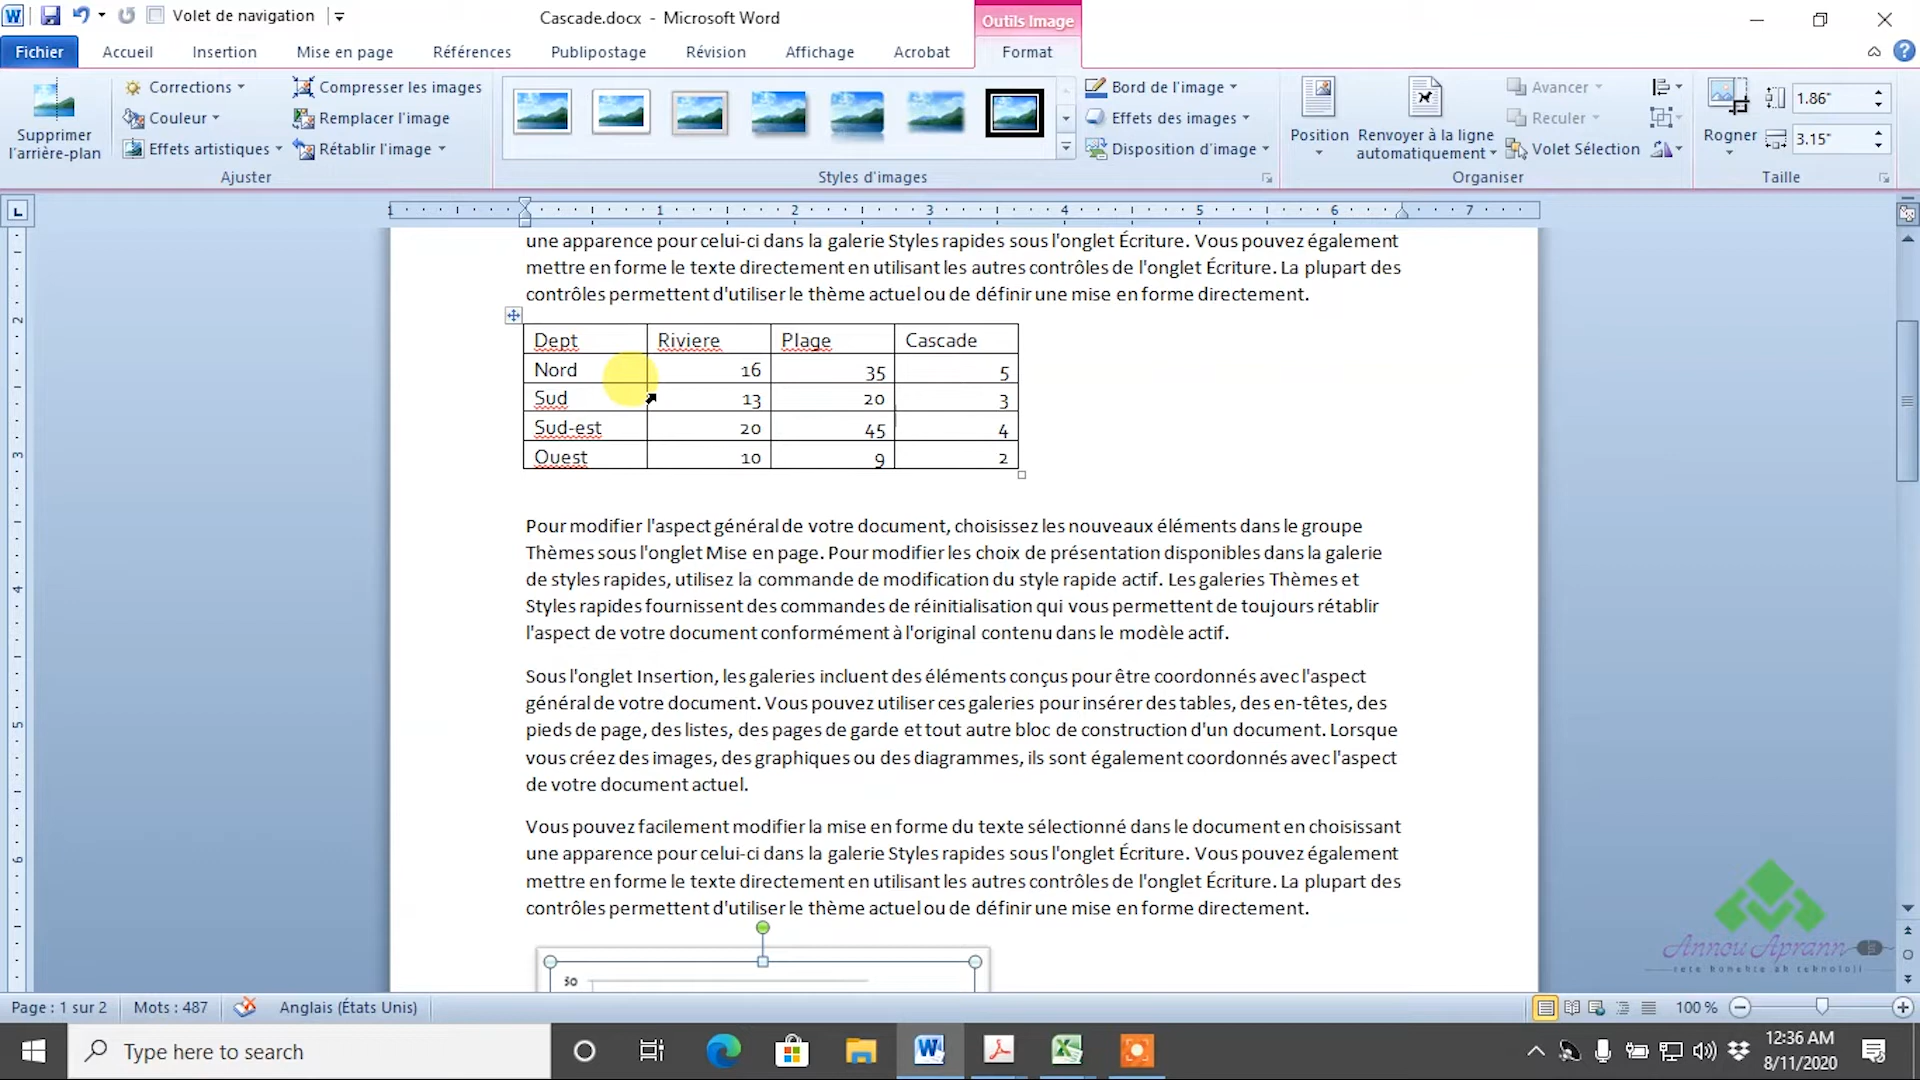 Volet de navigation
Cascade.docx - Microsoft Word
Outils Image
Fichier
Accueil
Insertion
Mise en page
Références
Publipostage
Révision
Affichage
Acrobat
Format
Supprimer
l'arrière-plan
Corrections
Couleur
Effets artistiques
Compresser les images
Remplacer l'image
Rétablir l'image
Ajuster
Styles d'images
Bord de l'image
Effets des images
Disposition d'image
Position
Renvoyer à la ligne
automatiquement
Avancer
Reculer
Volet Sélection
Organiser
Rogner
1.86"
3.15"
Taille
1 1 2 3 4 5 6 7
une apparence pour celui-ci dans la galerie Styles rapides sous l'onglet Écriture. Vous pouvez également
mettre en forme le texte directement en utilisant les autres contrôles de l'onglet Écriture. La plupart des
contrôles permettent d'utiliser le thème actuel ou de définir une mise en forme directement.
Dept Riviere Plage Cascade
Nord 16 35 5
Sud 13 20 3
Sud-est 20 45 4
Ouest 10 9 2
Pour modifier l'aspect général de votre document, choisissez les nouveaux éléments dans le groupe
Thèmes sous l'onglet Mise en page. Pour modifier les choix de présentation disponibles dans la galerie
de styles rapides, utilisez la commande de modification du style rapide actif. Les galeries Thèmes et
Styles rapides fournissent des commandes de réinitialisation qui vous permettent de toujours rétablir
l'aspect de votre document conformément à l'original contenu dans le modèle actif.
Sous l'onglet Insertion, les galeries incluent des éléments conçus pour être coordonnés avec l'aspect
général de votre document. Vous pouvez utiliser ces galeries pour insérer des tables, des en-têtes, des
pieds de page, des listes, des pages de garde et tout autre bloc de construction d'un document. Lorsque
vous créez des images, des graphiques ou des diagrammes, ils sont également coordonnés avec l'aspect
de votre document actuel.
Vous pouvez facilement modifier la mise en forme du texte sélectionné dans le document en choisissant
une apparence pour celui-ci dans la galerie Styles rapides sous l'onglet Écriture. Vous pouvez également
mettre en forme le texte directement en utilisant les autres contrôles de l'onglet Écriture. La plupart des
contrôles permettent d'utiliser le thème actuel ou de définir une mise en forme directement.
50
2
3
4
5
6
Annou Aprann
rete konekte ak teknoloji
Page : 1 sur 2
Mots : 487
Anglais (États Unis)
100 %
Type here to search
12:36 AM
8/11/2020